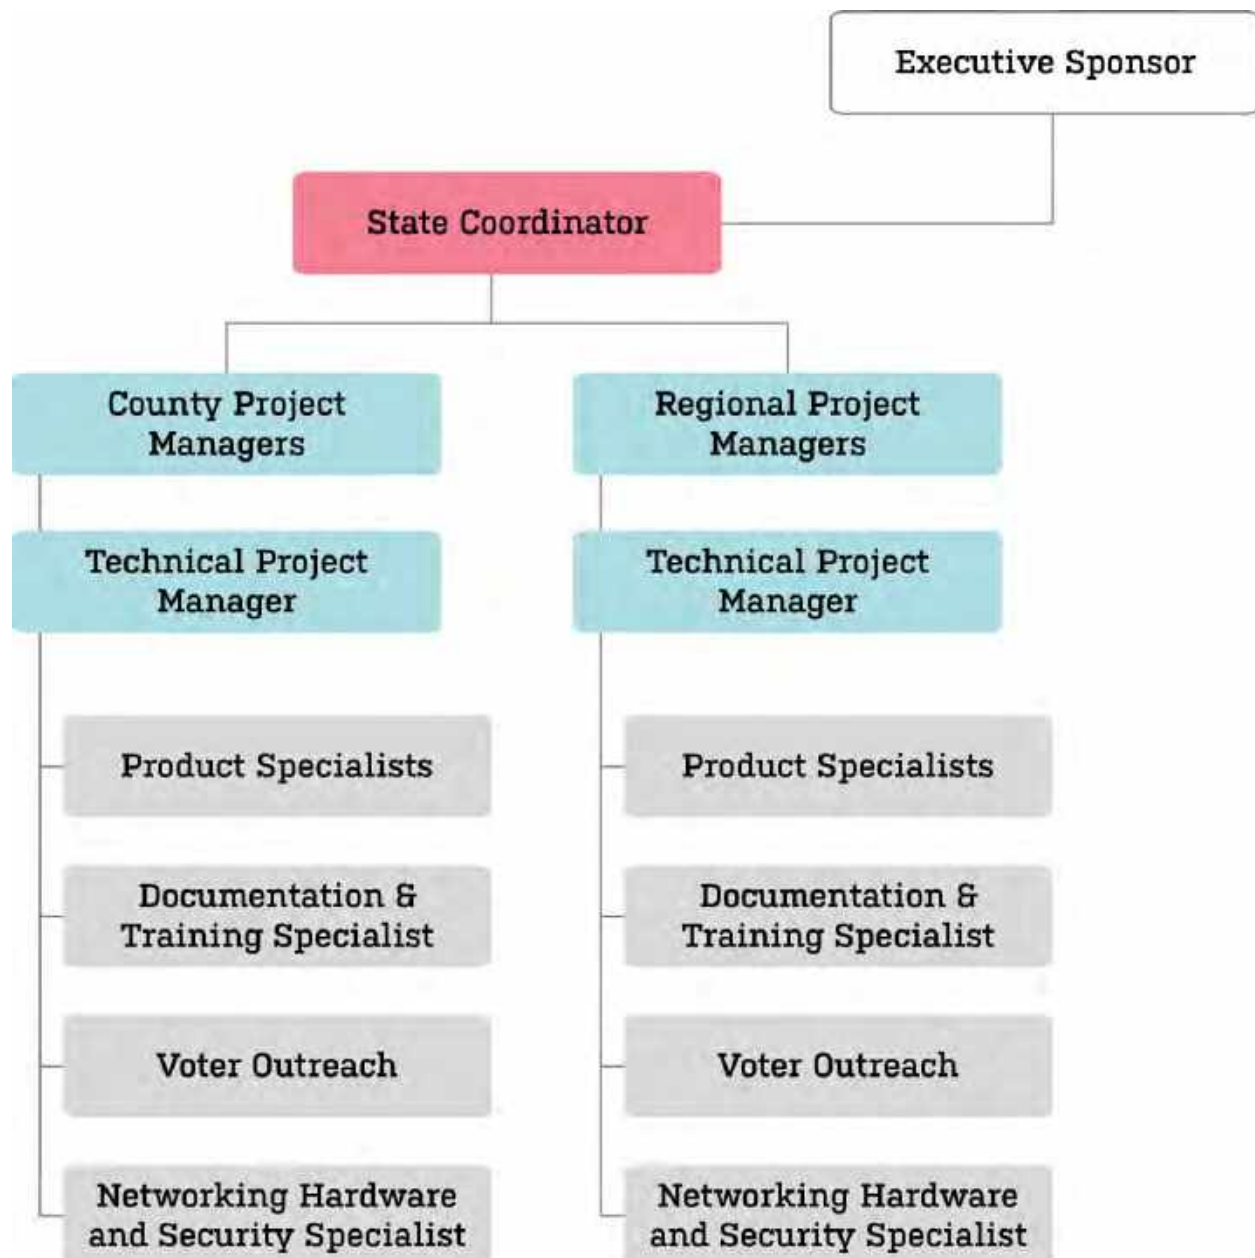 Executive Sponsor
State Coordinator
County Project
Managers
Regional Project
Managers
Technical Project
Manager
Technical Project
Manager
Product Specialists
Product Specialists
Documentation &
Training Specialist
Documentation &
Training Specialist
Voter Outreach
Voter Outreach
Networking Hardware
and Security Specialist
Networking Hardware
and Security Specialist